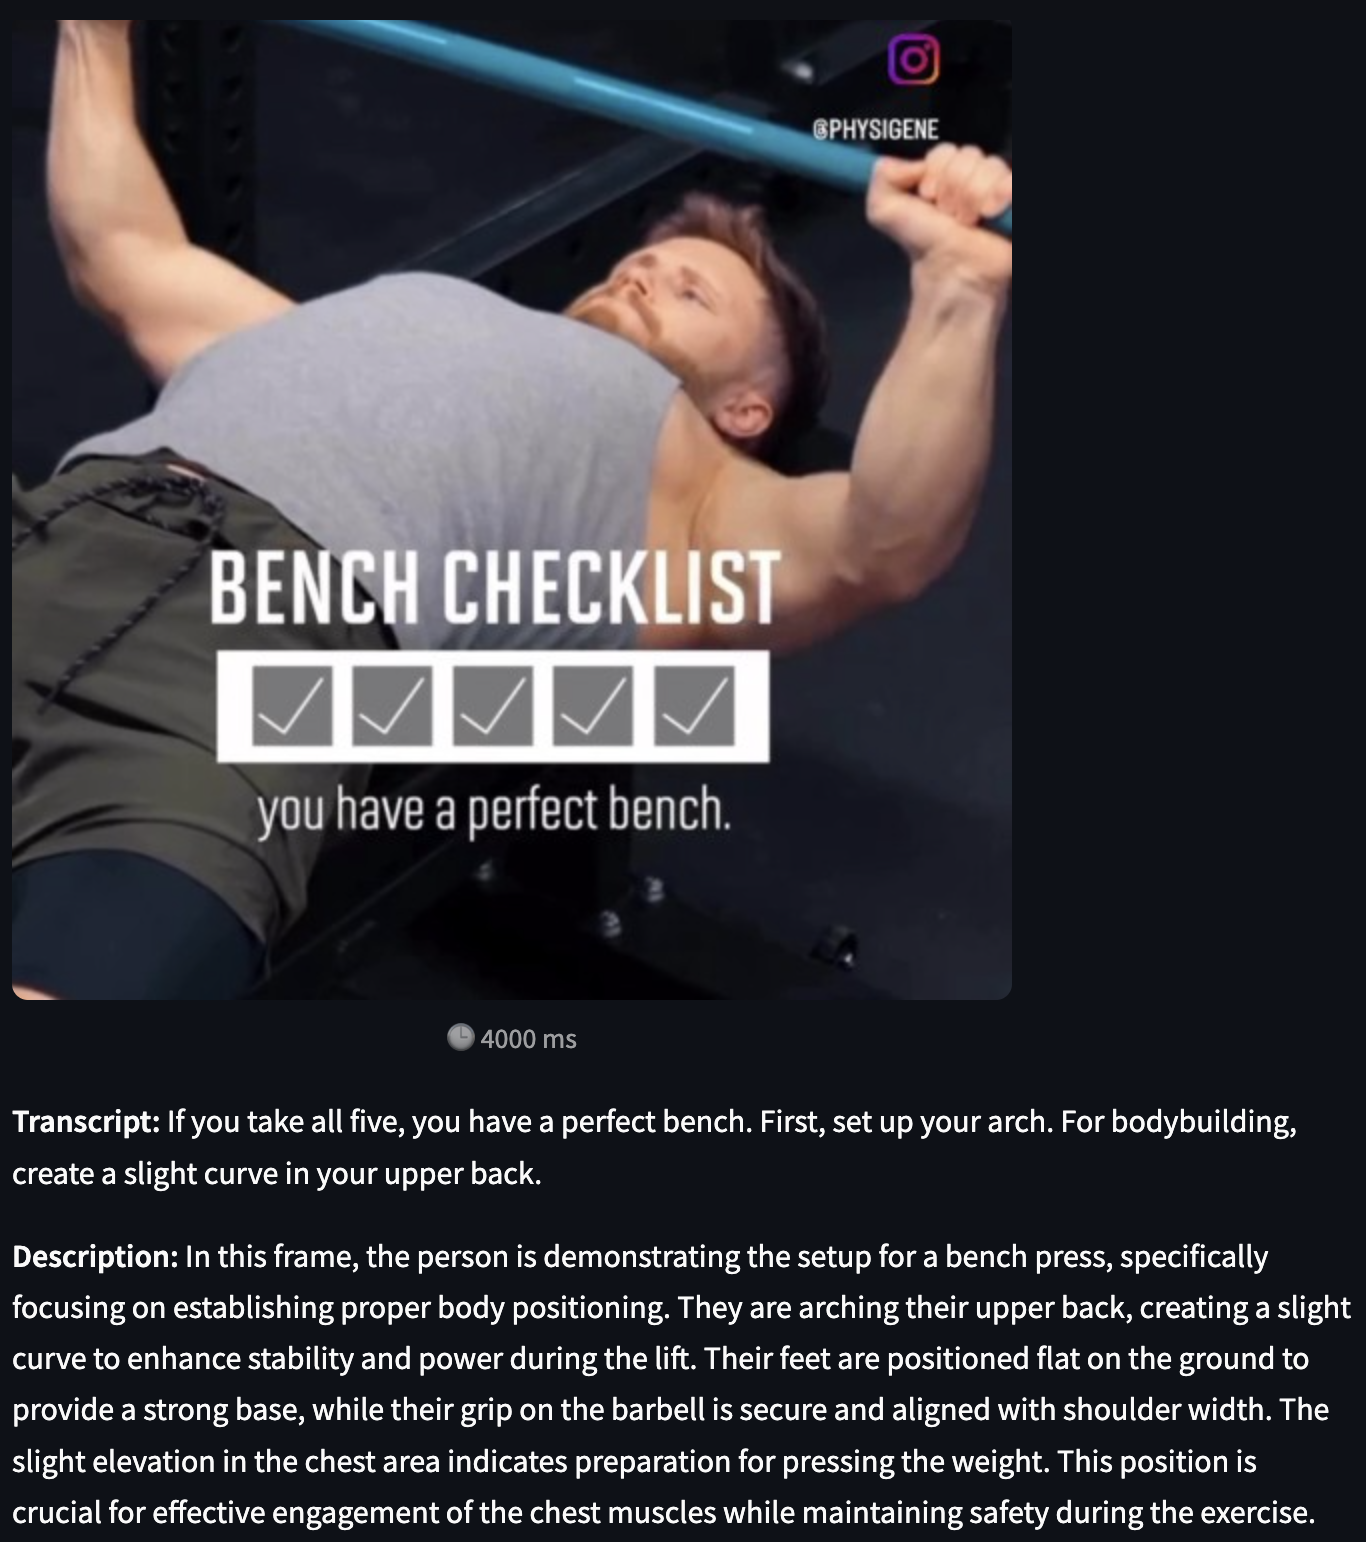 @PHYSIGENE
BENCH CHECKLIST
you have a perfect bench.
4000 ms
Transcript: If you take all five, you have a perfect bench. First, set up your arch. For bodybuilding,
create a slight curve in your upper back.
Description: In this frame, the person is demonstrating the setup for a bench press, specifically
focusing on establishing proper body positioning. They are arching their upper back, creating a slight
curve to enhance stability and power during the lift. Their feet are positioned flat on the ground to
provide a strong base, while their grip on the barbell is secure and aligned with shoulder width. The
slight elevation in the chest area indicates preparation for pressing the weight. This position is
crucial for effective engagement of the chest muscles while maintaining safety during the exercise.